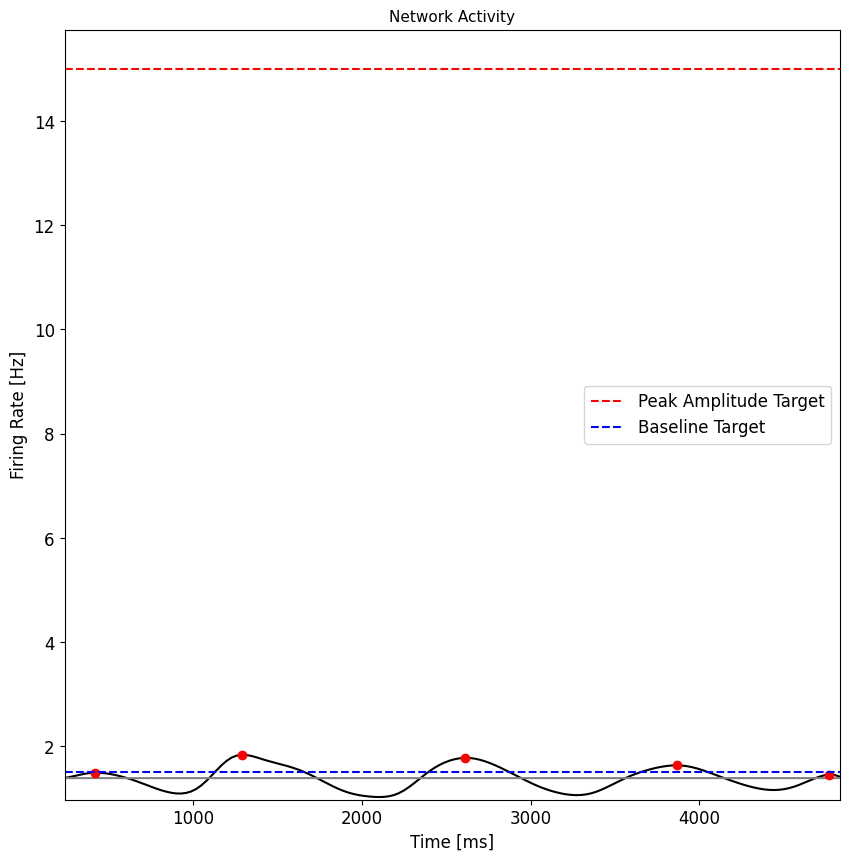 Network Activity
14
12
10
8
6
4
2
Firing Rate [Hz]
Peak Amplitude Target
Baseline Target
1000
2000
3000
4000
Time [ms]